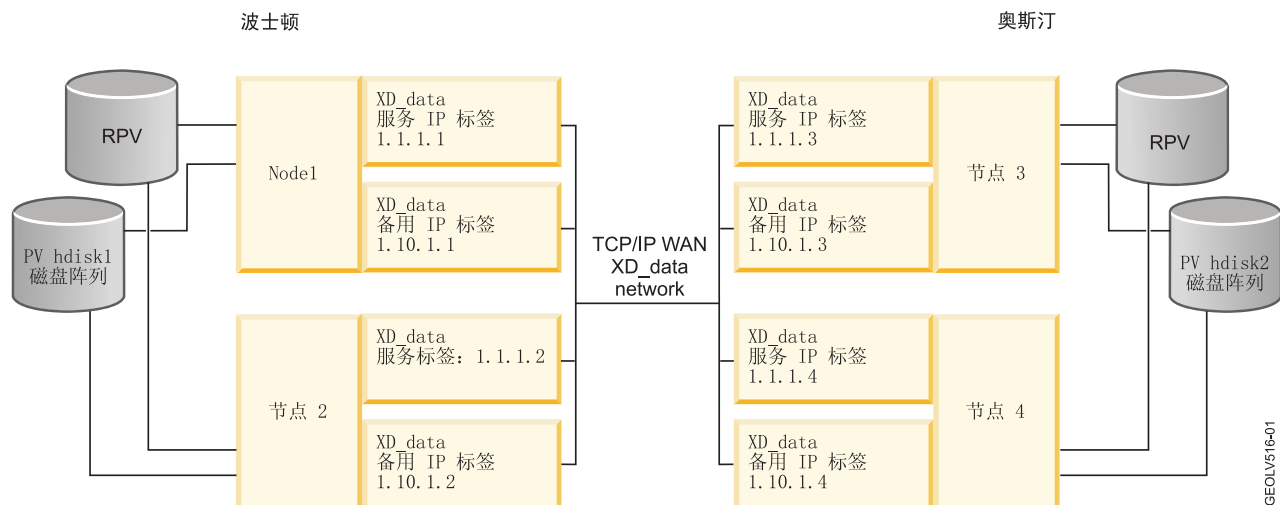 波士顿
奥斯汀
RPV
PV hdisk1
磁盘阵列
Node1
XD_data
服务 IP 标签
1.1.1.1
XD_data
备用 IP 标签
1.10.1.1
节点 2
XD_data
服务标签: 1.1.1.2
XD_data
备用 IP 标签
1.10.1.2
TCP/IP WAN
XD_data
network
XD_data
服务 IP 标签
1.1.1.3
XD_data
备用 IP 标签
1.10.1.3
节点 3
XD_data
服务 IP 标签
1.1.1.4
XD_data
备用 IP 标签
1.10.1.4
节点 4
RPV
PV hdisk2
磁盘阵列
GEOLV516-01